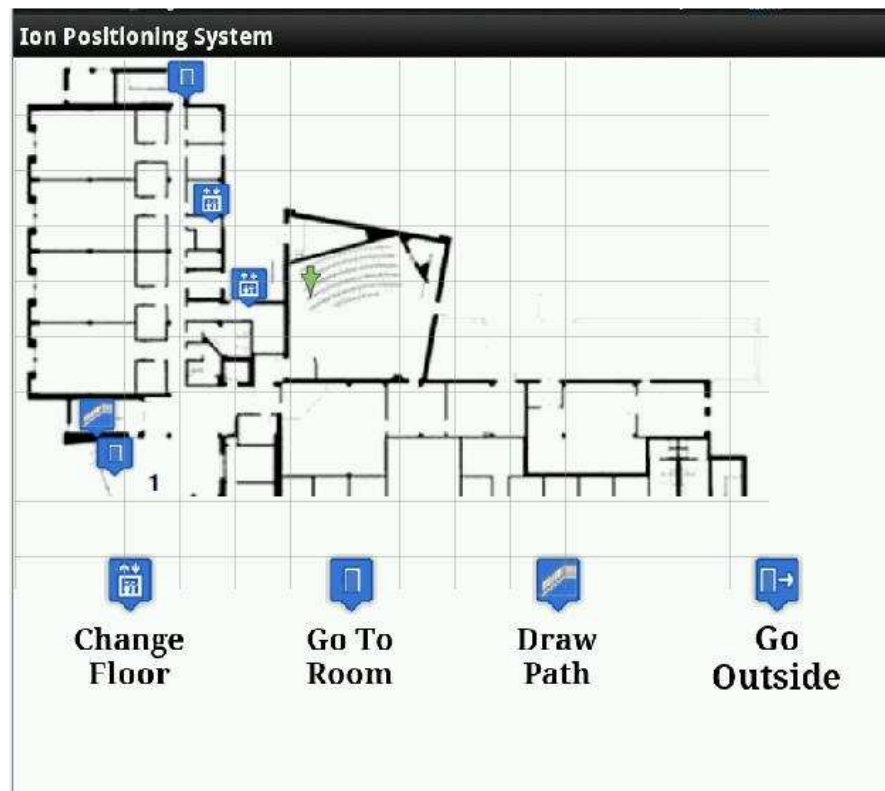 Ion Positioning System
1
Change
Floor
Go To
Room
Draw
Path
Go
Outside